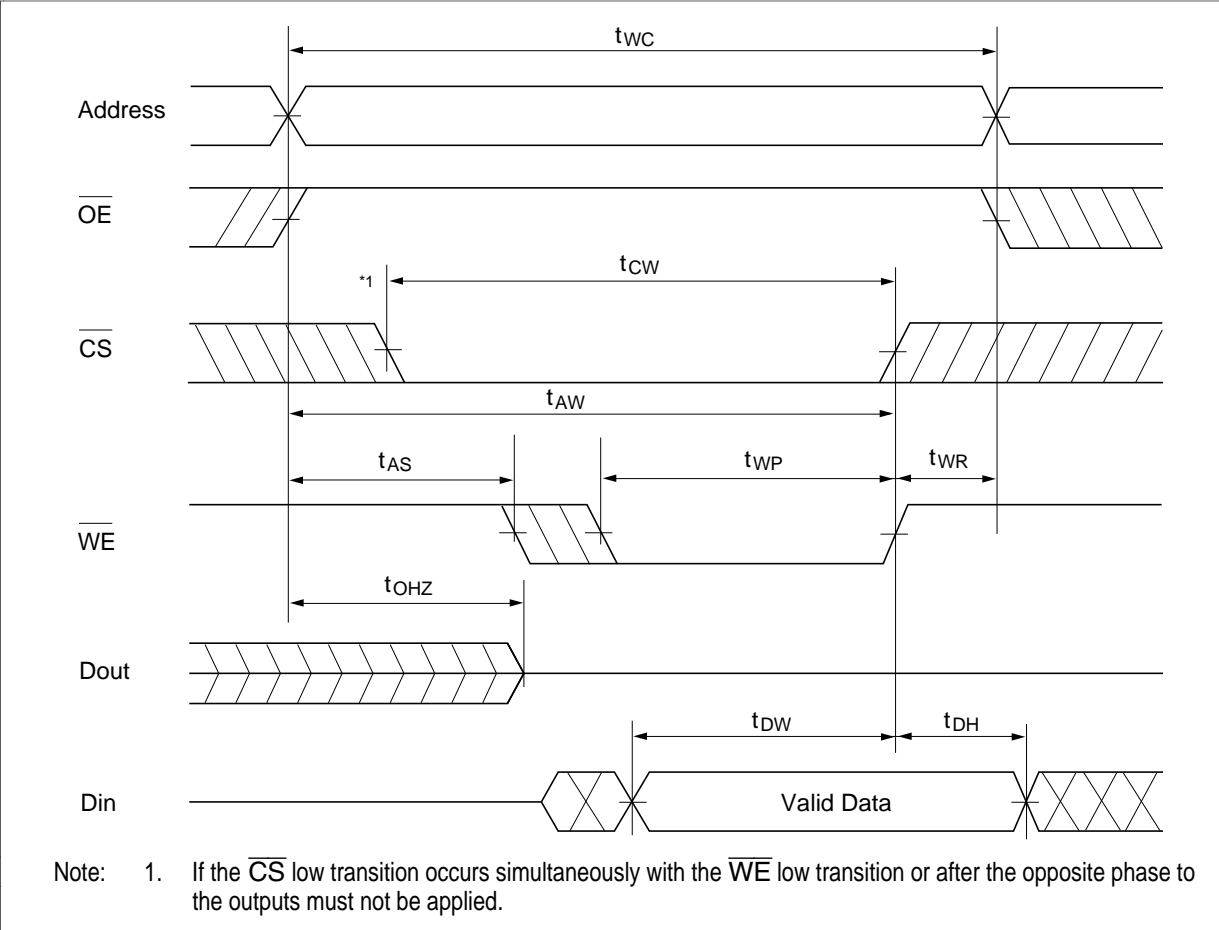 tWC
Address
OE
tCW
*1
CS
tAW
tAS
tWP
tWR
WE
tOHZ
Dout
tDW
tDH
Din
Valid Data
Note: 1. If the CS low transition occurs simultaneously with the WE low transition or after the opposite phase to
the outputs must not be applied.